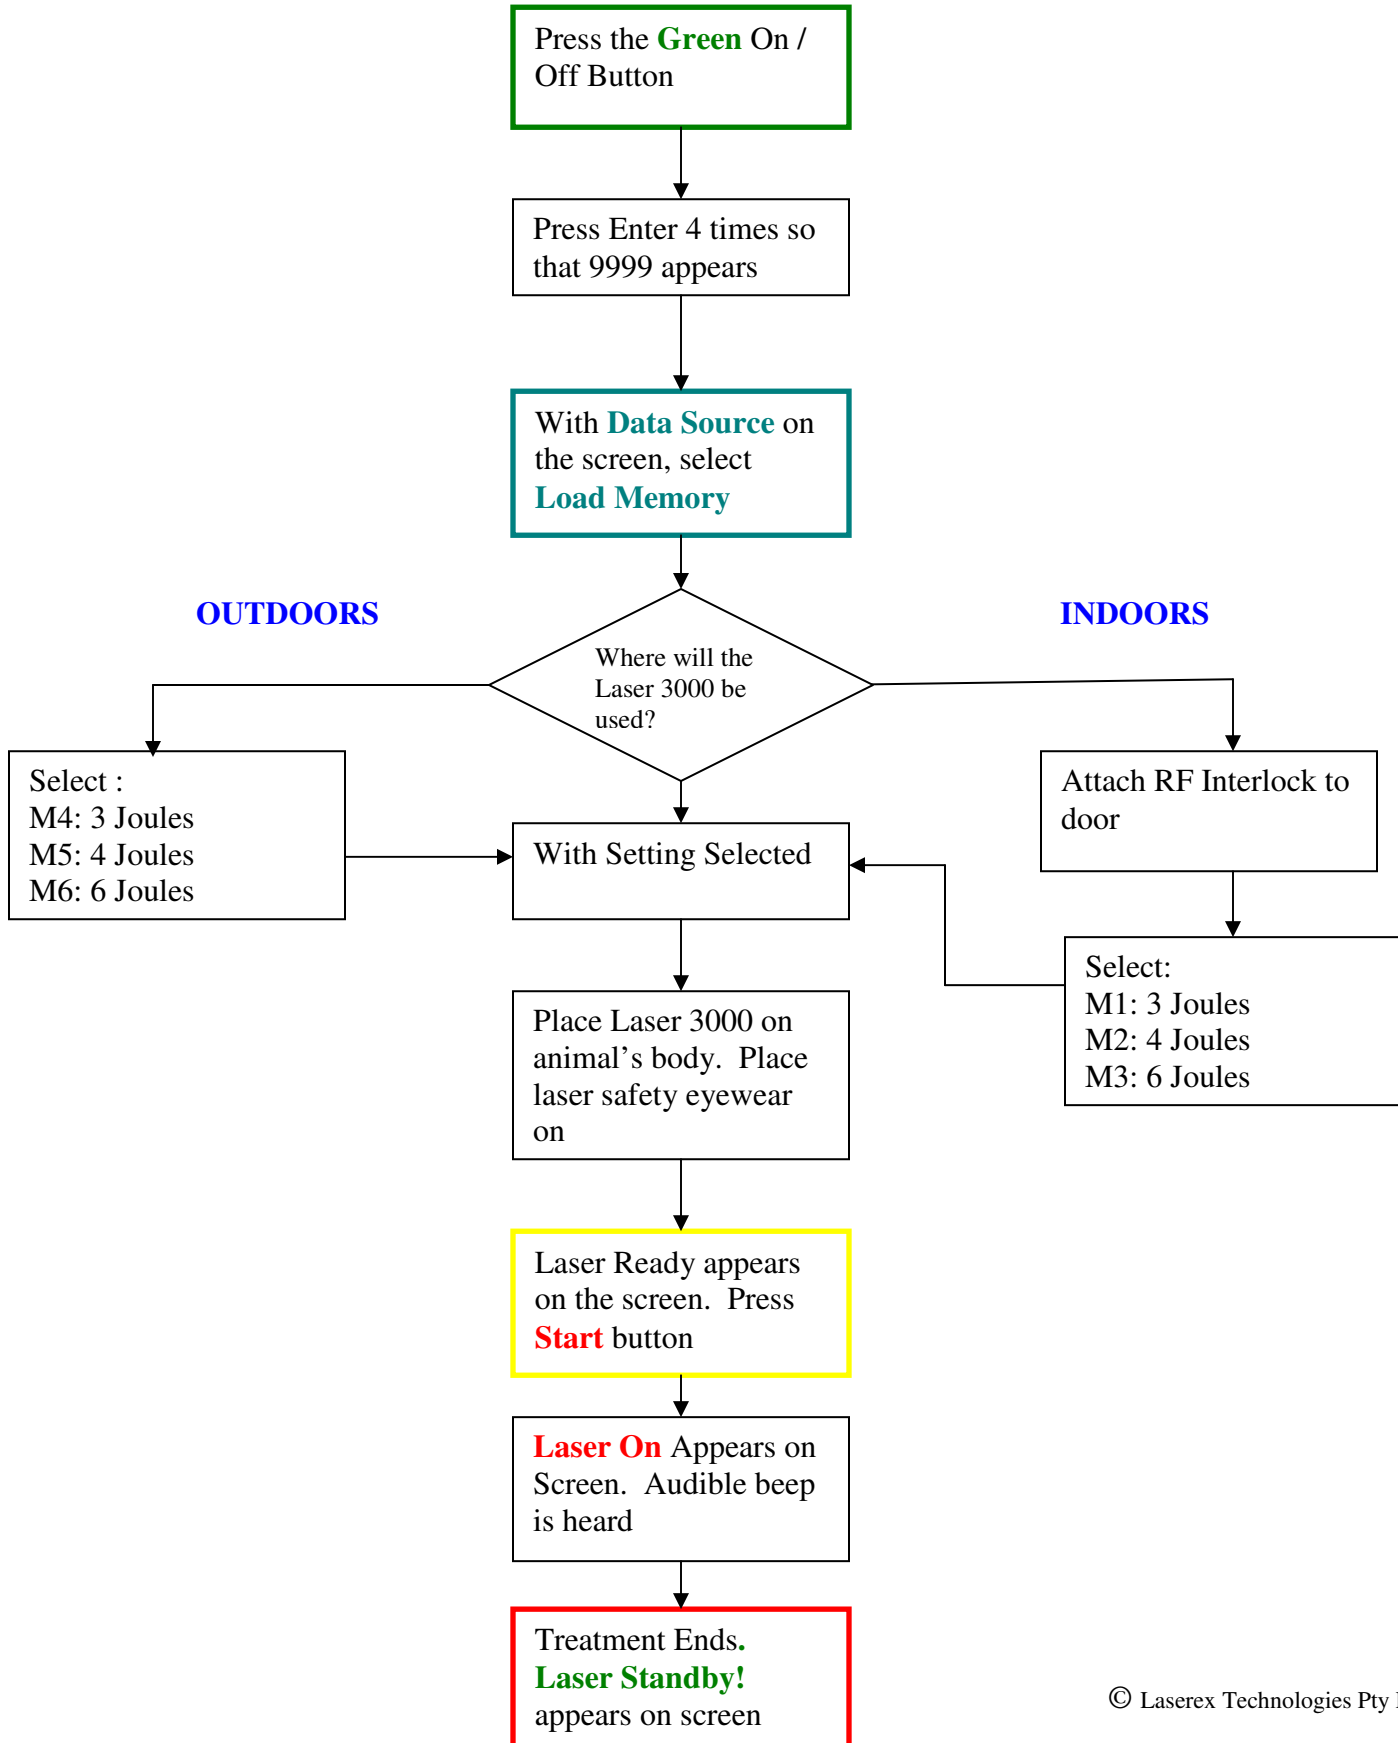 Press the Green On /
Off Button
Press Enter 4 times so
that 9999 appears
With Data Source on
the screen, select
Load Memory
OUTDOORS
INDOORS
Where will the
Laser 3000 be
used?
Select :
M4: 3 Joules
M5: 4 Joules
M6: 6 Joules
Attach RF Interlock to
door
With Setting Selected
Select:
M1: 3 Joules
M2: 4 Joules
M3: 6 Joules
Place Laser 3000 on
animal’s body.  Place
laser safety eyewear
on
Laser Ready appears
on the screen.  Press
Start button
Laser On Appears on
Screen.  Audible beep
is heard
Treatment Ends.
Laser Standby!
appears on screen
© Laserex Technologies Pty